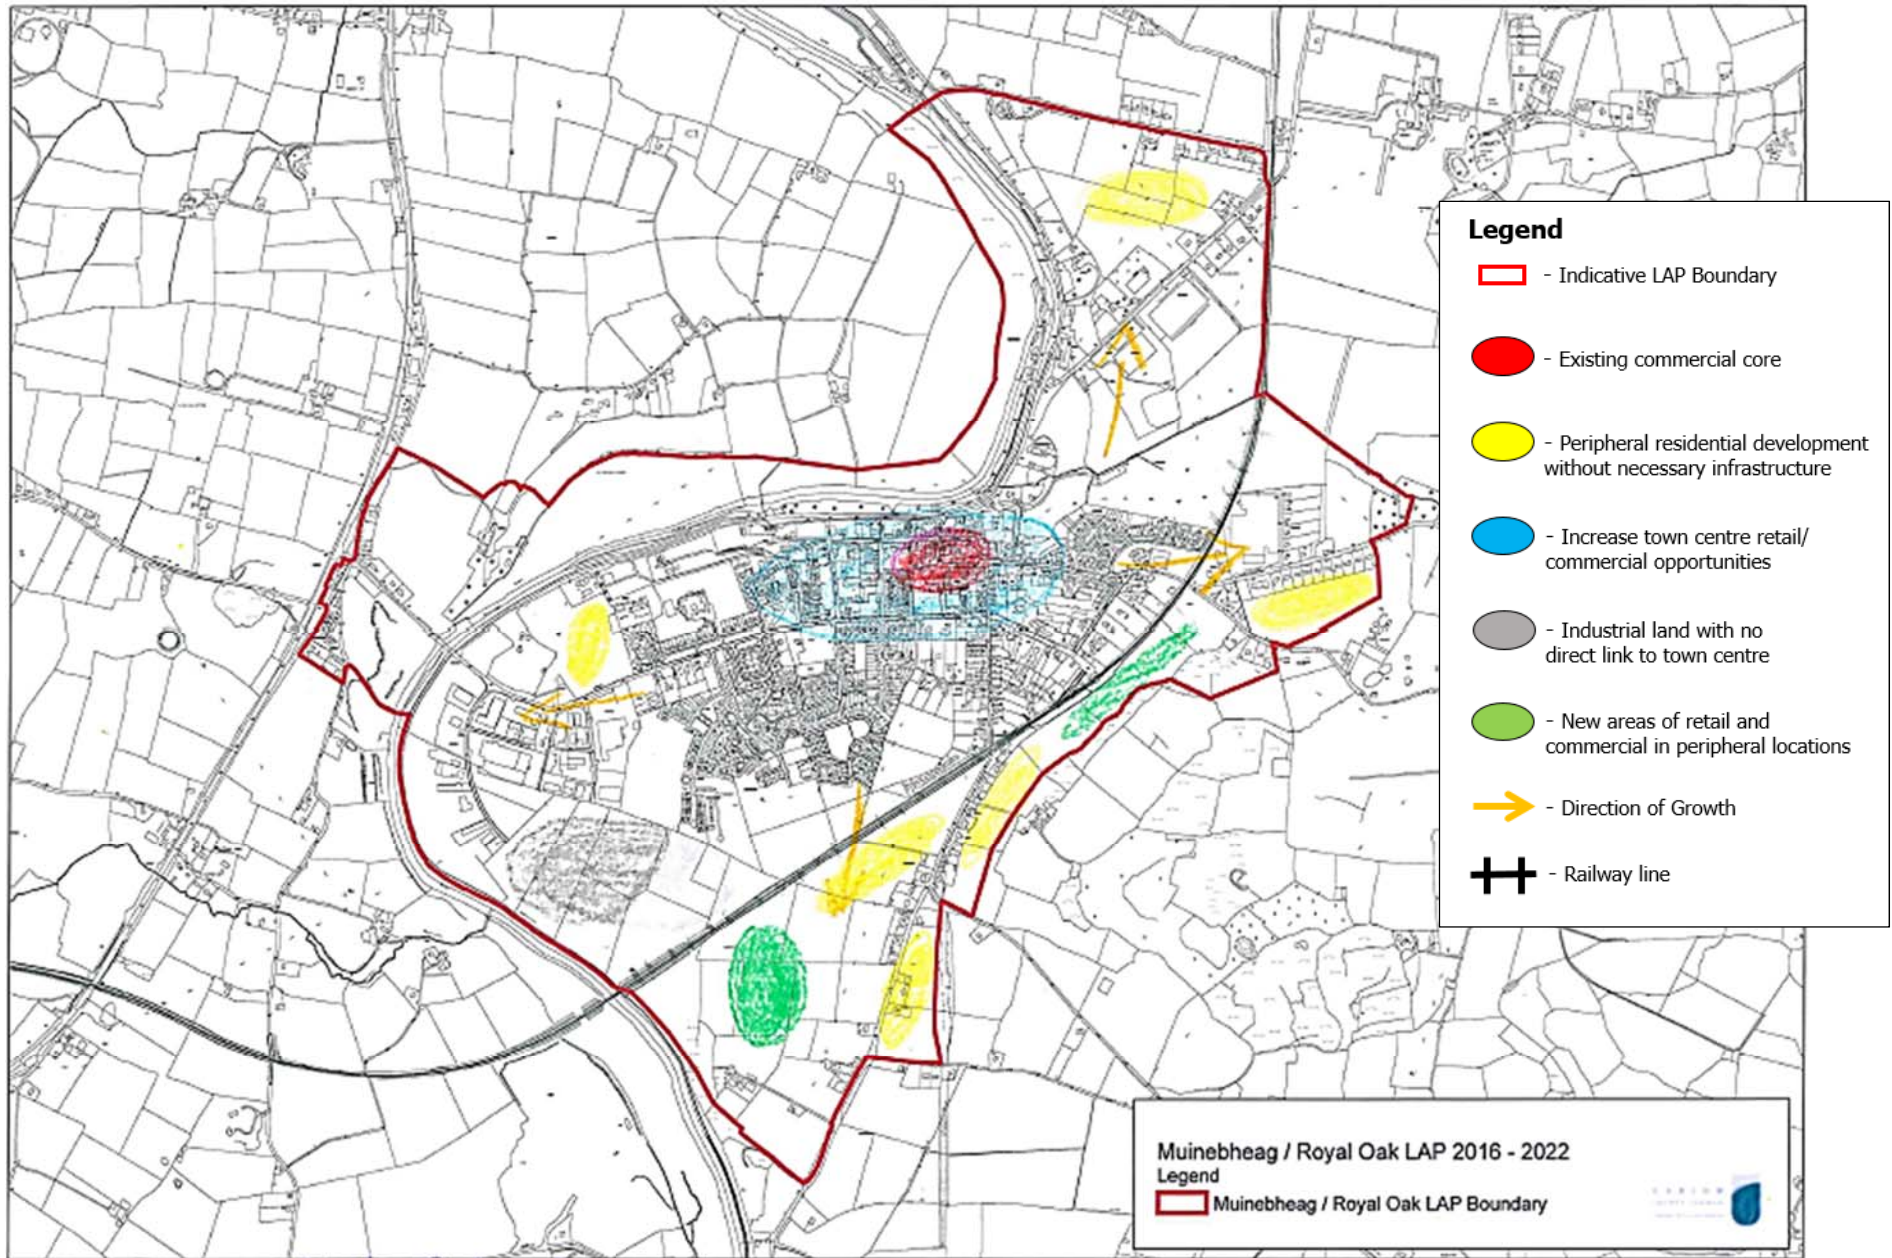 Legend
- Indicative LAP Boundary
- Existing commercial core
- Peripheral residential development
without necessary infrastructure
- Increase town centre retail/
commercial opportunities
- Industrial land with no
direct link to town centre
- New areas of retail and
commercial in peripheral locations
- Direction of Growth
- Railway line
Muinebheag / Royal Oak LAP 2016 - 2022
Legend
Muinebheag / Royal Oak LAP Boundary
CARLOW